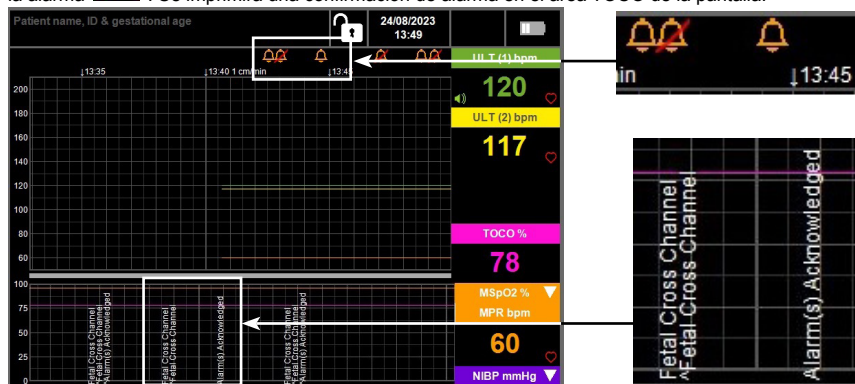 la alarma . Se imprimirá una confirmación de alarma en el área TOCO de la pantalla.
Patient name, ID & gestational age
24/08/2023
13:49
↓13:35
↓13:40 1 cm/min
↓13:45
200
180
160
140
120
100
80
60
100
75
50
25
0
Fetal Cross Channel
^Fetal Cross Channel
^Alarm(s) Acknowledged
Fetal Cross Channel
^Fetal Cross Channel
Alarm(s) Acknowledged
Fetal Cross Channel
^Fetal Cross Channel
^Alarm(s) Acknowledged
ULT (1) bpm
120
ULT (2) bpm
117
TOCO %
78
MSpO2 %
MPR bpm
60
NIBP mmHg
in
↓13:45
Fetal Cross Channel
^Fetal Cross Channel
Alarm(s) Acknowledged